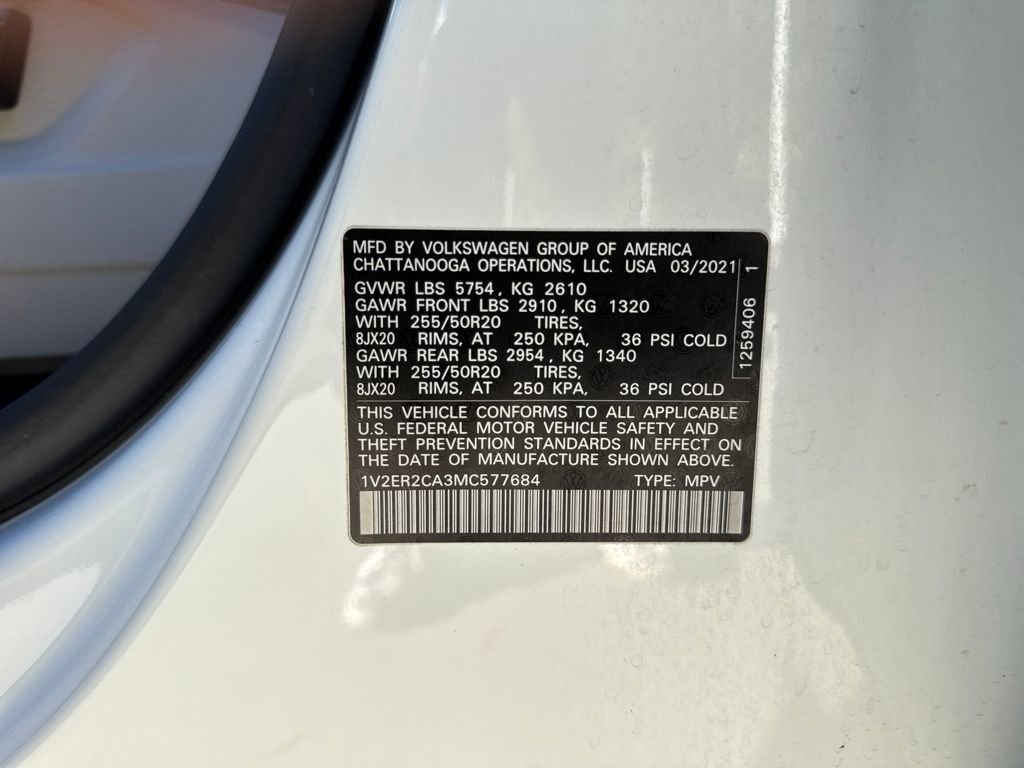 MFD BY VOLKSWAGEN GROUP OF AMERICA
CHATTANOOGA OPERATIONS, LLC. USA 03/2021
GVWR LBS 5754, KG 2610
GAWR FRONT LBS 2910, KG 1320
WITH 255/50R20 TIRES,
8JX20 RIMS, AT 250 KPA, 36 PSI COLD
GAWR REAR LBS 2954, KG 1340
WITH 255/50R20 TIRES,
8JX20 RIMS, AT 250 KPA, 36 PSI COLD
1259406 1
THIS VEHICLE CONFORMS TO ALL APPLICABLE
U.S. FEDERAL MOTOR VEHICLE SAFETY AND
THEFT PREVENTION STANDARDS IN EFFECT ON
THE DATE OF MANUFACTURE SHOWN ABOVE.
1V2ER2CA3MC577684 TYPE: MPV